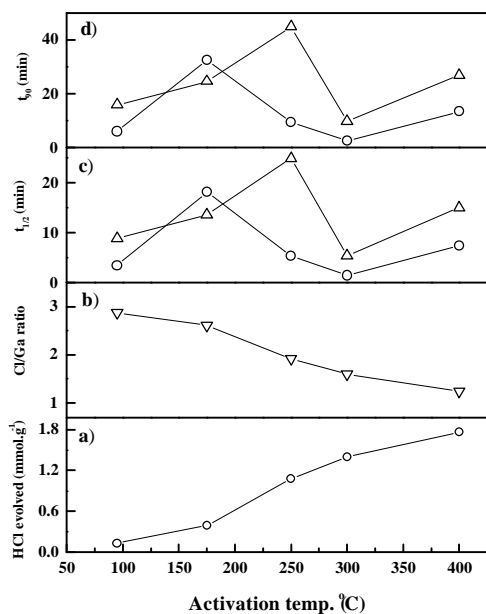 d)
t90 (min)
40
20
0
c)
t1/2 (min)
20
10
0
b)
Cl/Ga ratio
3
2
1
a)
HCl evolved (mmol.g-1)
1.8
1.2
0.6
0.0
50 100 150 200 250 300 350 400
Activation temp. 0(C)